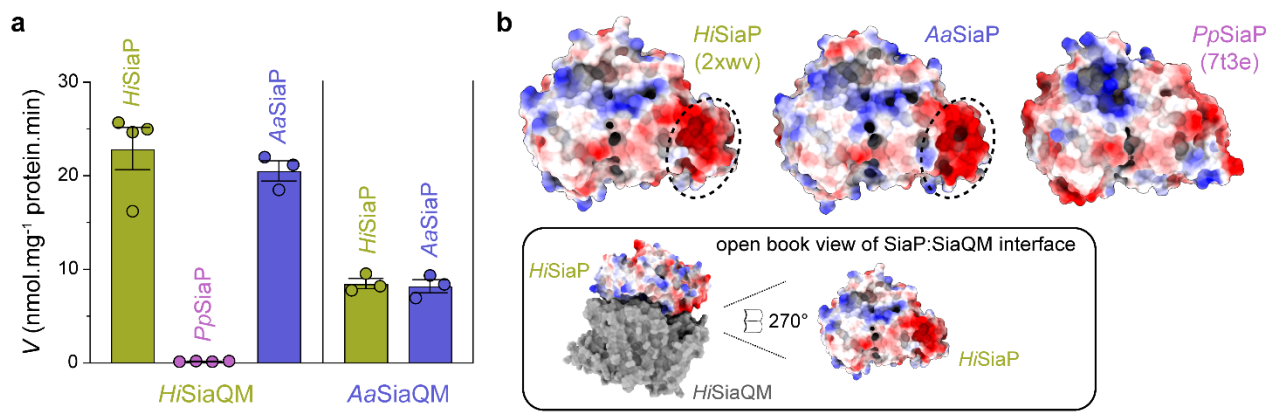 a
V (nmol.mg⁻¹ protein.min)
30
20
10
0
HiSiaP
PpSiaP
AaSiaP
HiSiaP
AaSiaP
HiSiaQM
AaSiaQM
b
HiSiaP
(2xwv)
AaSiaP
PpSiaP
(7t3e)
open book view of SiaP:SiaQM interface
HiSiaP
270°
HiSiaP
HiSiaQM